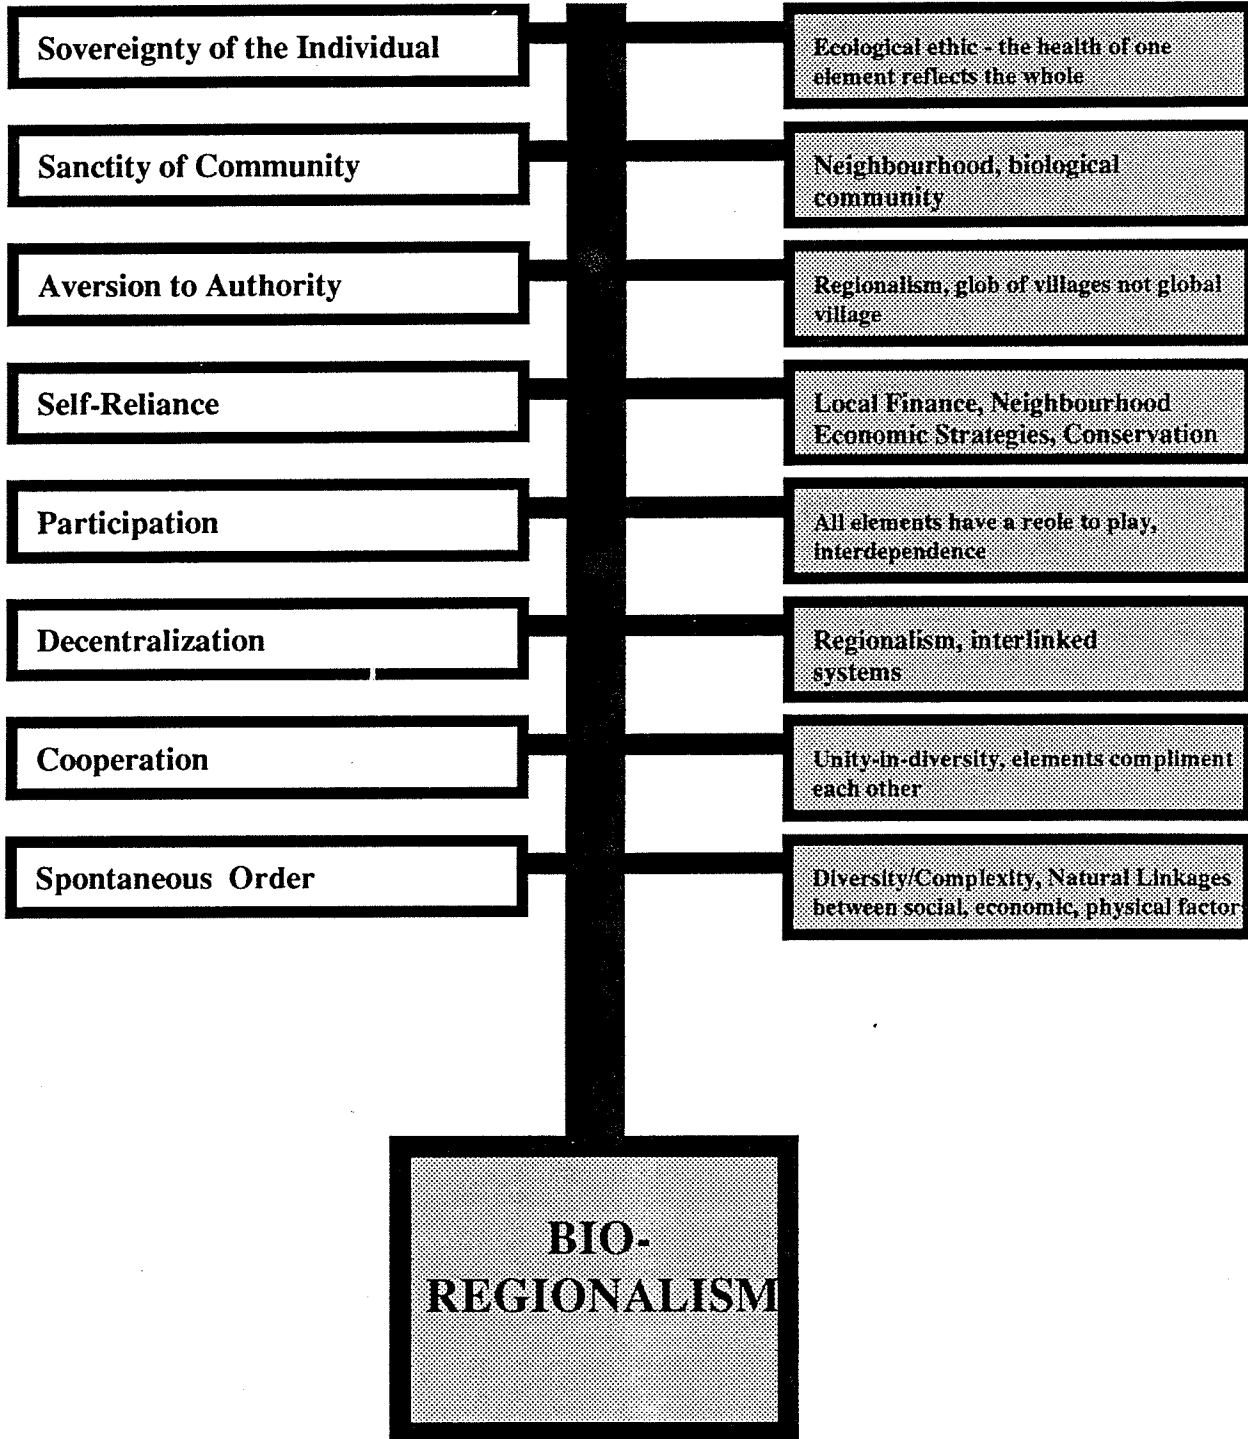 Sovereignty of the Individual
Ecological ethic - the health of one
element reflects the whole
Sanctity of Community
Neighbourhood, biological
community
Aversion to Authority
Regionalism, glob of villages not global
village
Self-Reliance
Local Finance, Neighbourhood
Economic Strategies, Conservation
Participation
All elements have a reole to play,
interdependence
Decentralization
Regionalism, interlinked
systems
Cooperation
Unity-in-diversity, elements compliment
each other
Spontaneous Order
Diversity/Complexity, Natural Linkages
between social, economic, physical factor
BIO-
REGIONALISM